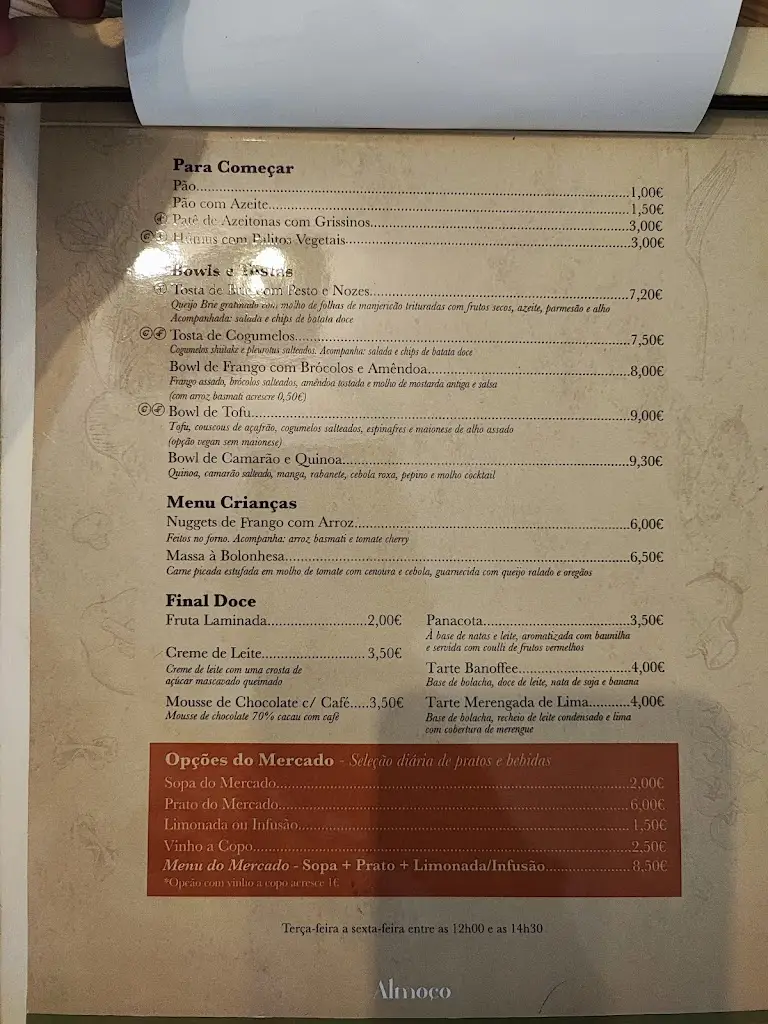 Para Começar
Pão 1,00€
Pão com Azeite 1,50€
Patê de Azeitonas com Grissinos 3,00€
Húmus com Palitos Vegetais 3,00€
Bowls e Tostas
Tosta de Brie com Pesto e Nozes 7,20€
Queijo Brie gratinado com molho de folhas de manjericão trituradas com frutos secos, azeite, parmesão e alho
Acompanhada: salada e chips de batata doce
Tosta de Cogumelos 7,50€
Cogumelos shiitake e pleurotus salteados. Acompanha: salada e chips de batata doce
Bowl de Frango com Brócolos e Amêndoa 8,00€
Frango assado, brócolos salteados, amêndoa tostada e molho de mostarda antiga e salsa
(com arroz basmati acresce 0,50€)
Bowl de Tofu 9,00€
Tofu, couscous de açafrão, cogumelos salteados, espinafres e maionese de alho assado
(opção vegan sem maionese)
Bowl de Camarão e Quinoa 9,30€
Quinoa, camarão salteado, manga, rabanete, cebola roxa, pepino e molho cocktail
Menu Crianças
Nuggets de Frango com Arroz 6,00€
Feitos no forno. Acompanha: arroz basmati e tomate cherry
Massa à Bolonhesa 6,50€
Carne picada estufada em molho de tomate com cenoura e cebola, guarnecida com queijo ralado e oregãos
Final Doce
Fruta Laminada 2,00€
Creme de Leite 3,50€
Creme de leite com uma crosta de
açúcar mascavado queimado
Mousse de Chocolate c/ Café 3,50€
Mousse de chocolate 70% cacau com café
Panacota 3,50€
À base de natas e leite, aromatizada com baunilha
e servida com coulli de frutos vermelhos
Tarte Banoffee 4,00€
Base de bolacha, doce de leite, nata de soja e banana
Tarte Merengada de Lima 4,00€
Base de bolacha, recheio de leite condensado e lima
com cobertura de merengue
Opções do Mercado - Seleção diária de pratos e bebidas
Sopa do Mercado 2,00€
Prato do Mercado 6,00€
Limonada ou Infusão 1,50€
Vinho a Copo 2,50€
Menu do Mercado - Sopa + Prato + Limonada/Infusão 8,50€
*Opção com vinho a copo acresce 1€
Terça-feira a sexta-feira entre as 12h00 e as 14h30
Almoço